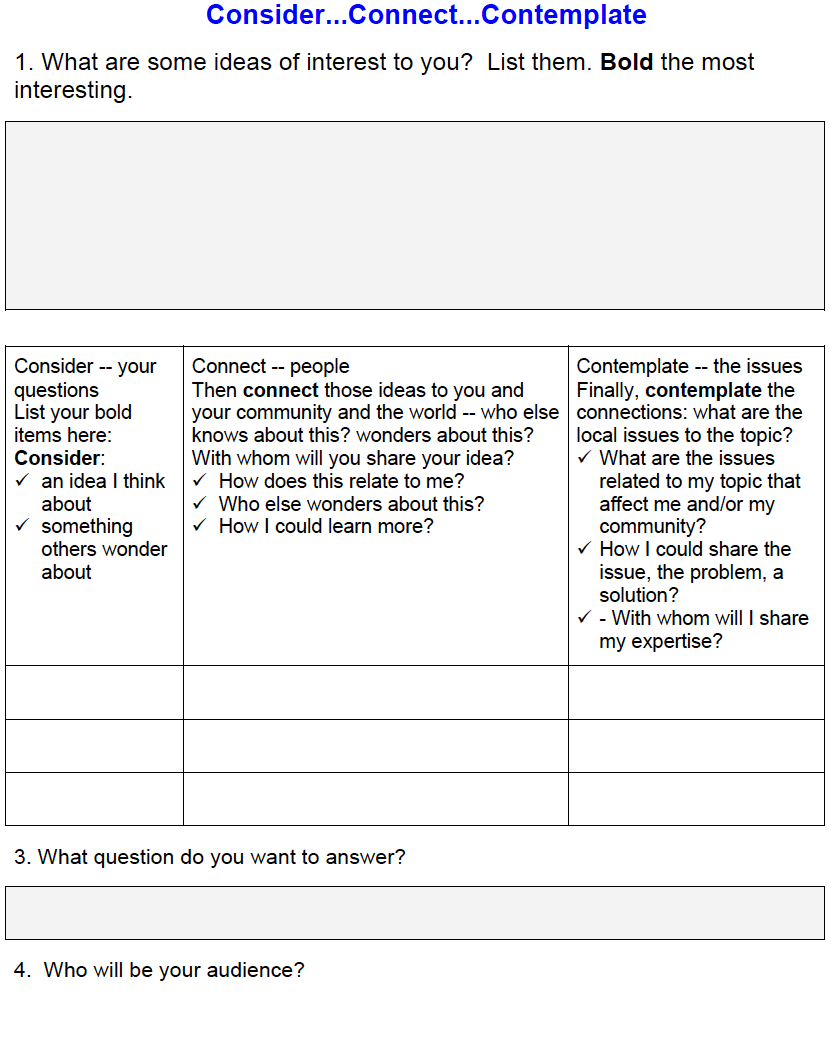 Consider...Connect...Contemplate
1. What are some ideas of interest to you?  List them. Bold the most
interesting.
Consider -- your
questions
List your bold
items here:
Consider:
✓ an idea I think
about
✓ something
others wonder
about
Connect -- people
Then connect those ideas to you and
your community and the world -- who else
knows about this? wonders about this?
With whom will you share your idea?
✓ How does this relate to me?
✓ Who else wonders about this?
✓ How I could learn more?
Contemplate -- the issues
Finally, contemplate the
connections: what are the
local issues to the topic?
✓ What are the issues
related to my topic that
affect me and/or my
community?
✓ How I could share the
issue, the problem, a
solution?
✓ - With whom will I share
my expertise?
3. What question do you want to answer?
4.  Who will be your audience?